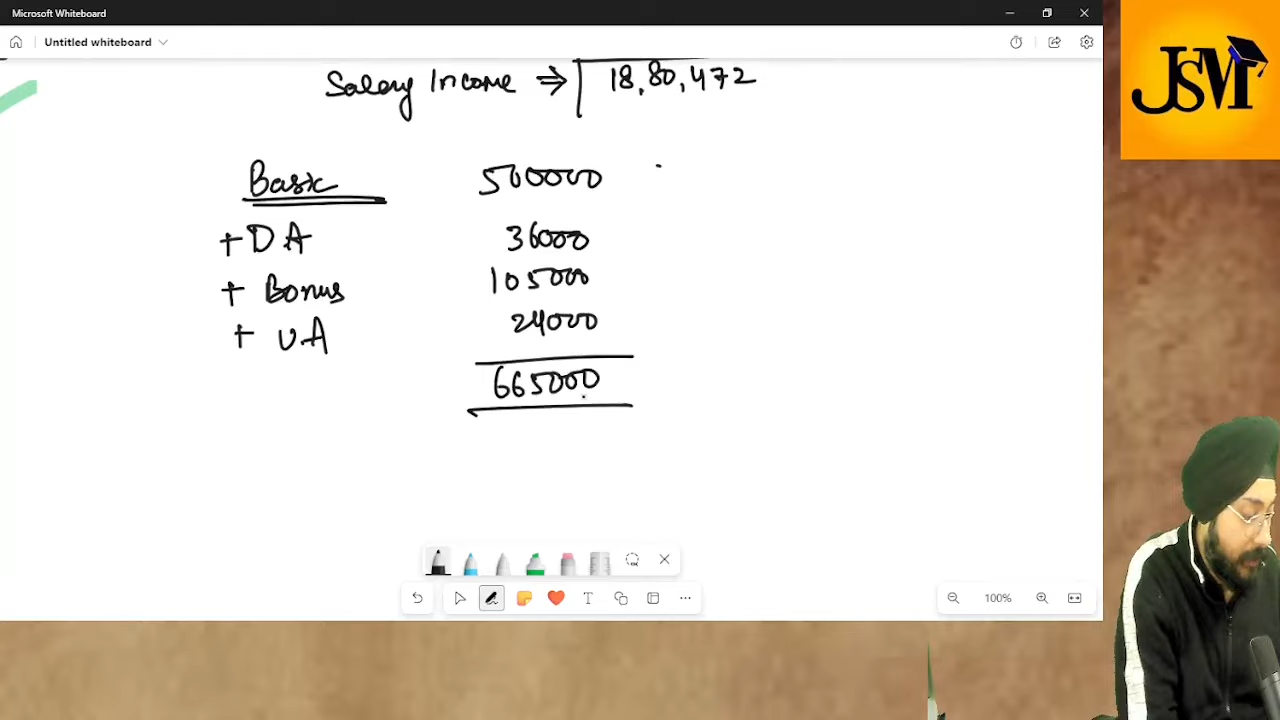 Microsoft Whiteboard
Untitled whiteboard
Salary Income ⇒ 18,80,472
Basic 500000
+ DA 36000
+ Bonus 105000
+ U.A 24000
665000
100%
JSM